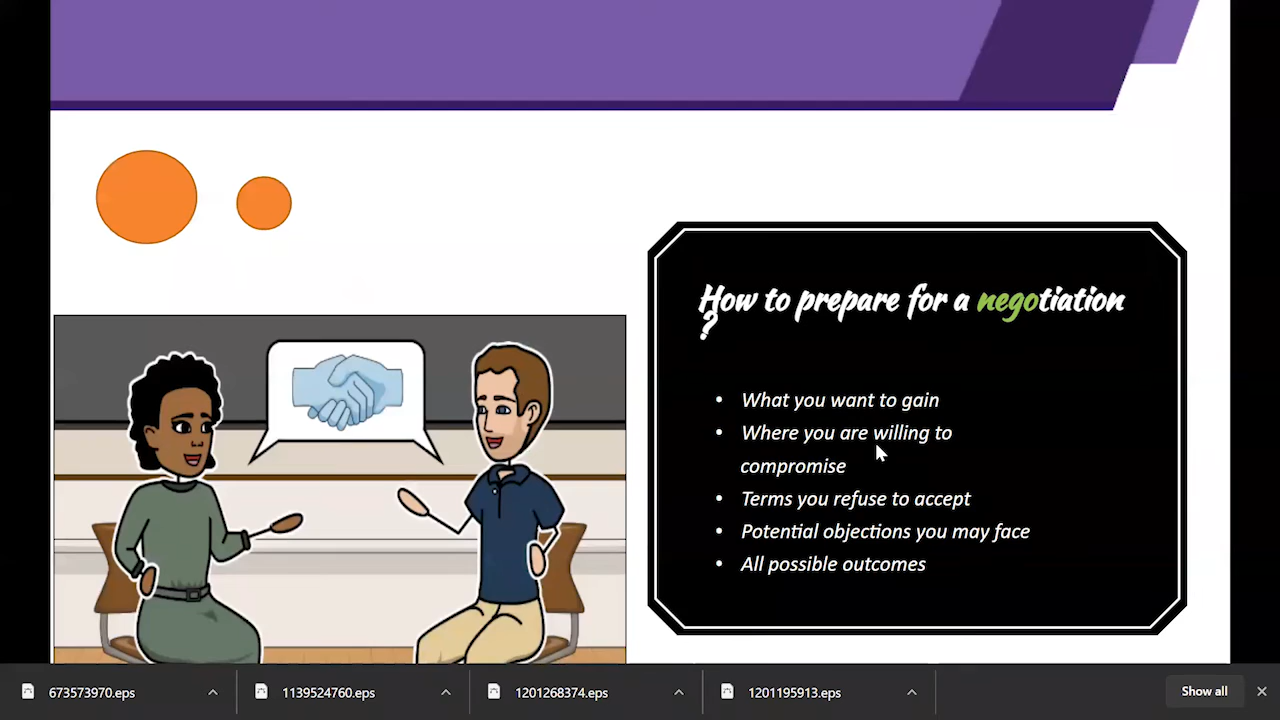 How to prepare for a negotiation
?
• What you want to gain
• Where you are willing to
compromise
• Terms you refuse to accept
• Potential objections you may face
• All possible outcomes
673573970.eps
1139524760.eps
1201268374.eps
1201195913.eps
Show all